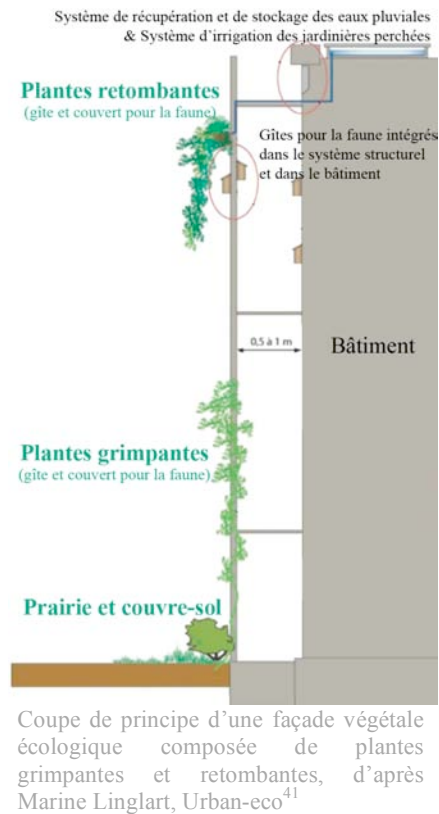 Système de récupération et de stockage des eaux pluviales
& Système d'irrigation des jardinières perchées
Plantes retombantes
(gîte et couvert pour la faune)
Gîtes pour la faune intégrés
dans le système structurel
et dans le bâtiment
0,5 à 1 m
Bâtiment
Plantes grimpantes
(gîte et couvert pour la faune)
Prairie et couvre-sol
Coupe de principe d'une façade végétale
écologique composée de plantes
grimpantes et retombantes, d'après
Marine Linglart, Urban-eco⁴¹